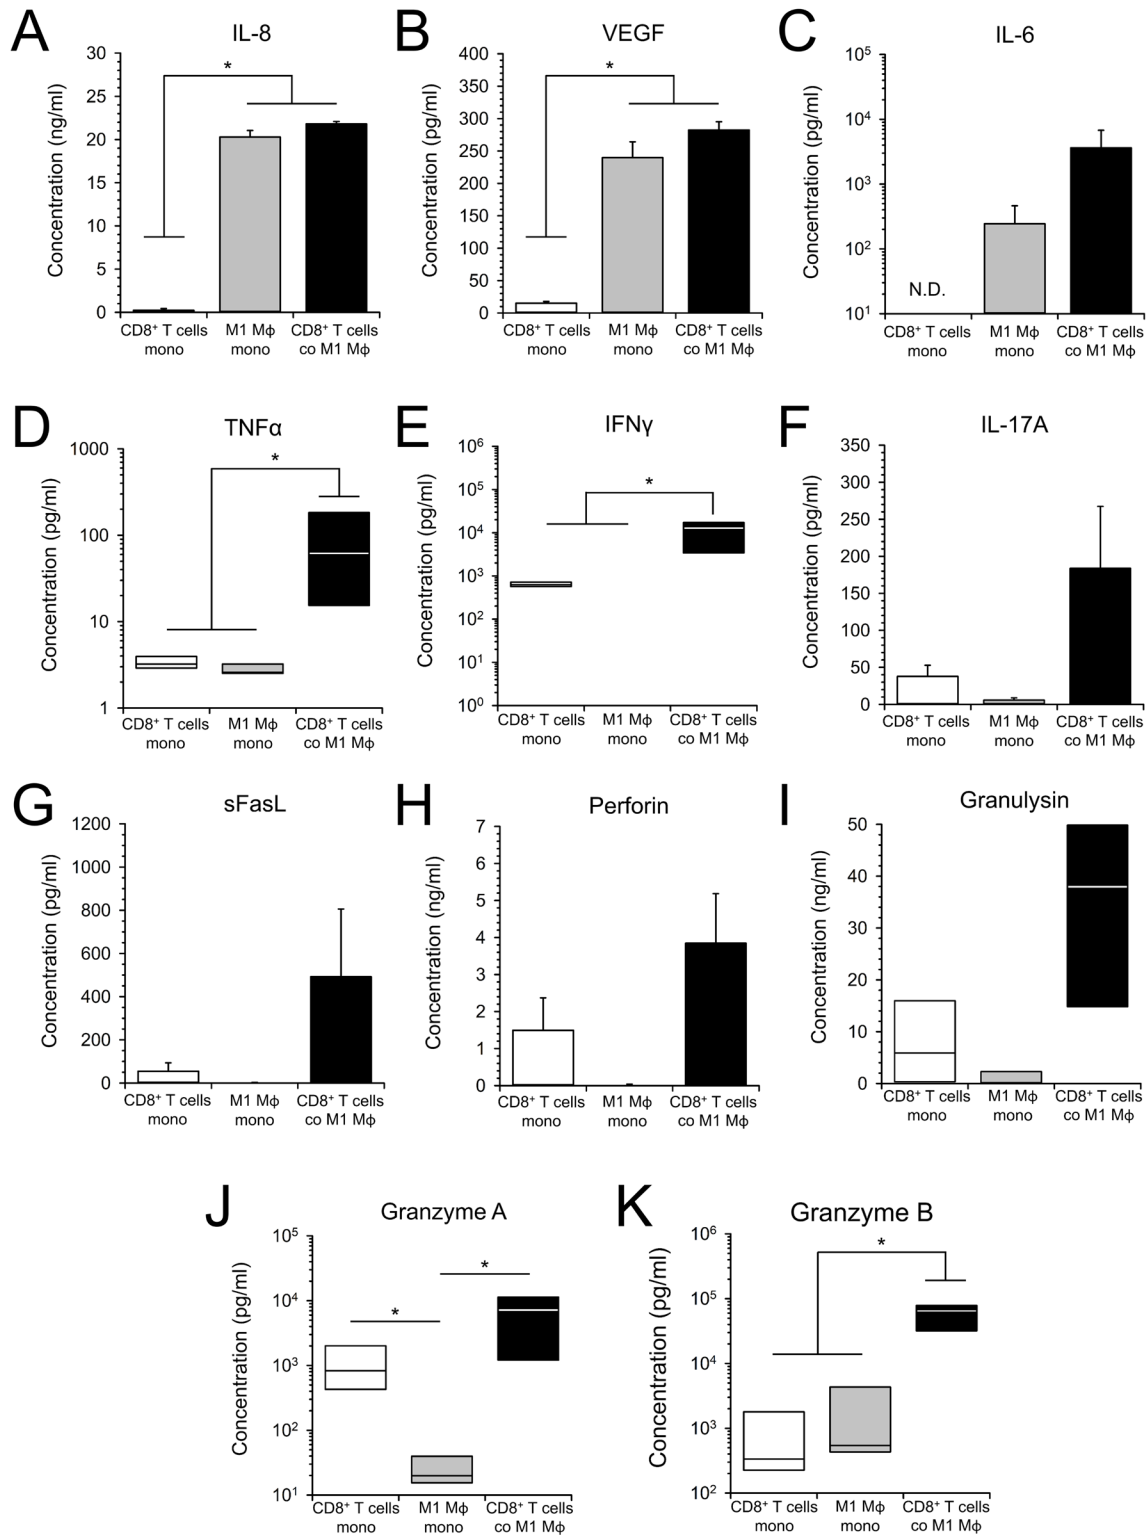 A
IL-8
Concentration (ng/ml)
30
25
20
15
10
5
0
*
CD8⁺ T cells mono
M1 Mϕ mono
CD8⁺ T cells co M1 Mϕ
B
VEGF
Concentration (pg/ml)
400
350
300
250
200
150
100
50
0
*
CD8⁺ T cells mono
M1 Mϕ mono
CD8⁺ T cells co M1 Mϕ
C
IL-6
Concentration (pg/ml)
10⁵
10⁴
10³
10²
10¹
N.D.
CD8⁺ T cells mono
M1 Mϕ mono
CD8⁺ T cells co M1 Mϕ
D
TNFα
Concentration (pg/ml)
1000
100
10
1
*
CD8⁺ T cells mono
M1 Mϕ mono
CD8⁺ T cells co M1 Mϕ
E
IFNγ
Concentration (pg/ml)
10⁶
10⁵
10⁴
10³
10²
10¹
10⁰
*
CD8⁺ T cells mono
M1 Mϕ mono
CD8⁺ T cells co M1 Mϕ
F
IL-17A
Concentration (pg/ml)
350
300
250
200
150
100
50
0
CD8⁺ T cells mono
M1 Mϕ mono
CD8⁺ T cells co M1 Mϕ
G
sFasL
Concentration (pg/ml)
1200
1000
800
600
400
200
0
CD8⁺ T cells mono
M1 Mϕ mono
CD8⁺ T cells co M1 Mϕ
H
Perforin
Concentration (ng/ml)
7
6
5
4
3
2
1
0
CD8⁺ T cells mono
M1 Mϕ mono
CD8⁺ T cells co M1 Mϕ
I
Granulysin
Concentration (ng/ml)
50
40
30
20
10
0
CD8⁺ T cells mono
M1 Mϕ mono
CD8⁺ T cells co M1 Mϕ
J
Granzyme A
Concentration (pg/ml)
10⁵
10⁴
10³
10²
10¹
*
*
CD8⁺ T cells mono
M1 Mϕ mono
CD8⁺ T cells co M1 Mϕ
K
Granzyme B
Concentration (pg/ml)
10⁶
10⁵
10⁴
10³
10²
*
CD8⁺ T cells mono
M1 Mϕ mono
CD8⁺ T cells co M1 Mϕ